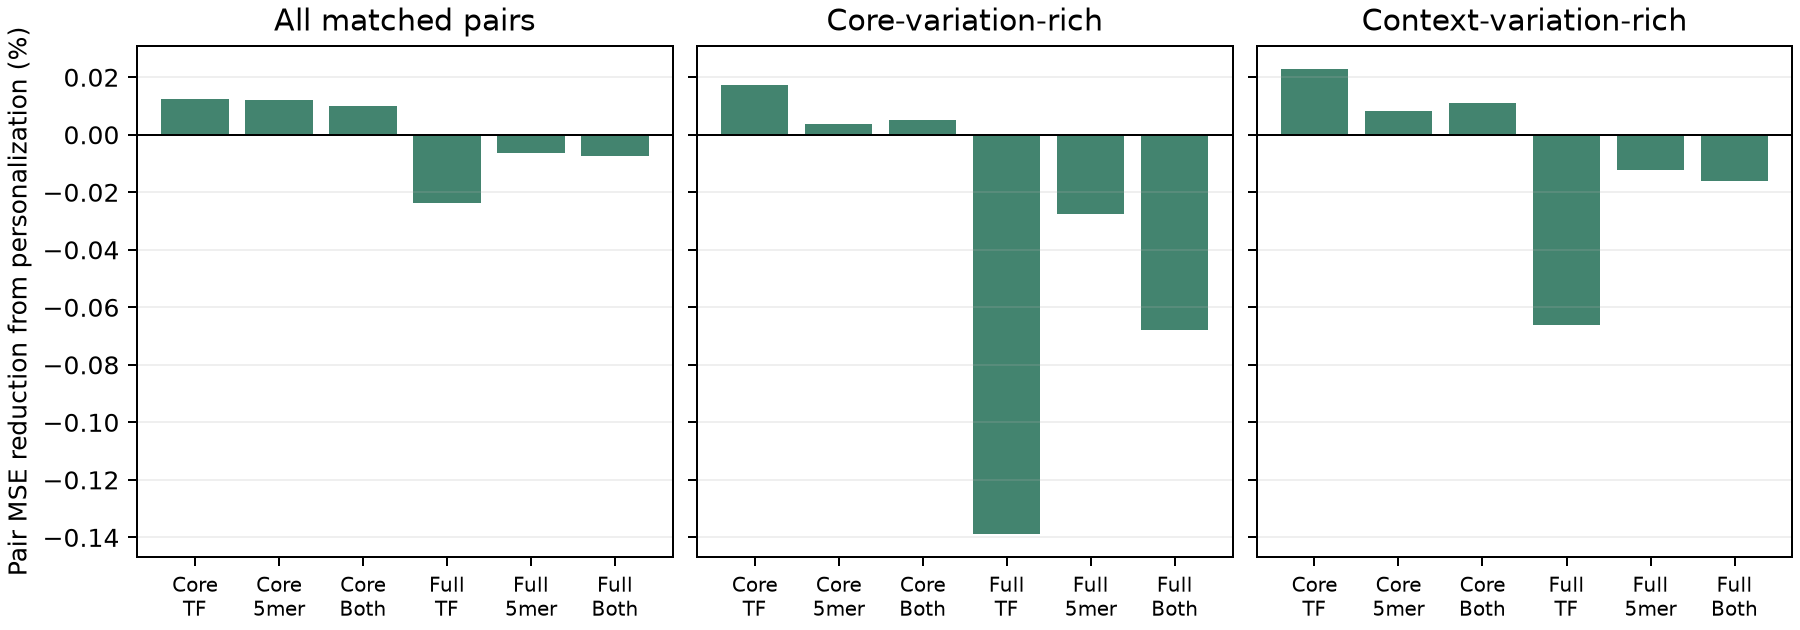 All matched pairs
Core-variation-rich
Context-variation-rich
Pair MSE reduction from personalization (%)
0.02
0.00
−0.02
−0.04
−0.06
−0.08
−0.10
−0.12
−0.14
Core TF
Core 5mer
Core Both
Full TF
Full 5mer
Full Both
Core TF
Core 5mer
Core Both
Full TF
Full 5mer
Full Both
Core TF
Core 5mer
Core Both
Full TF
Full 5mer
Full Both